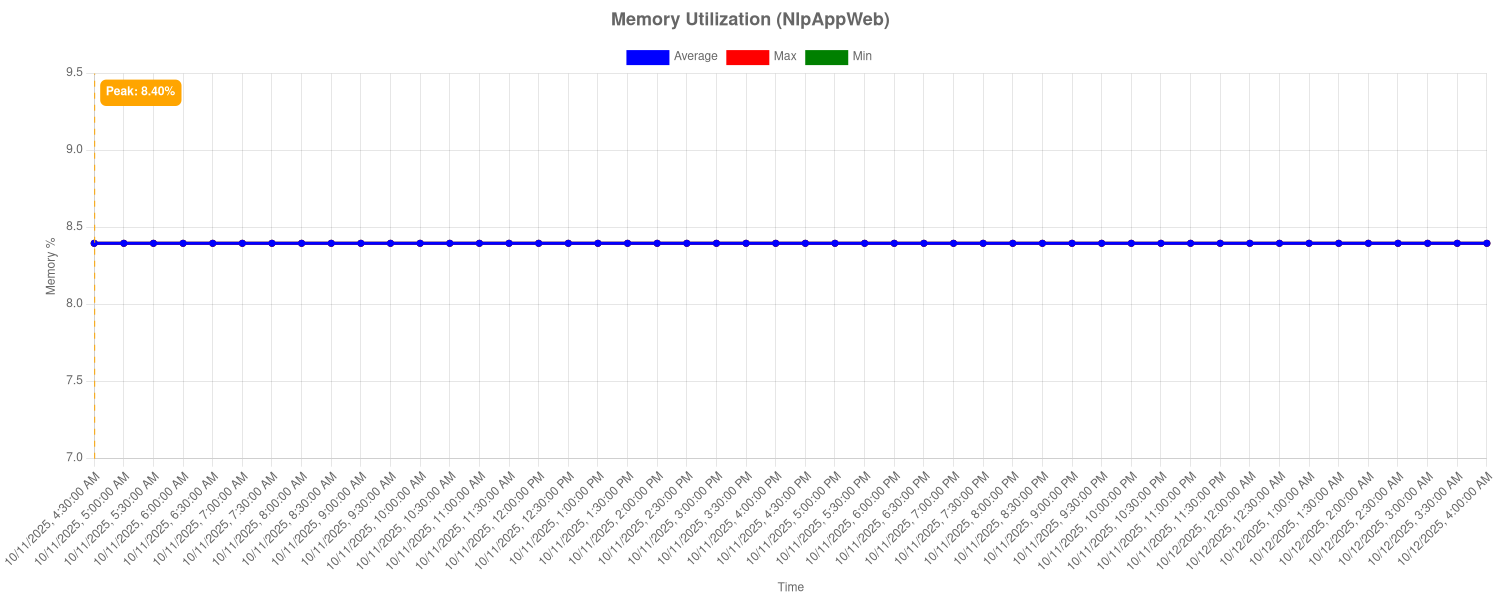 Memory Utilization (NlpAppWeb)
Average Max Min
9.5
Peak: 8.40%
9.0
8.5
8.0
7.5
7.0
Memory %
10/11/2025, 4:30:00 AM
10/11/2025, 5:00:00 AM
10/11/2025, 5:30:00 AM
10/11/2025, 6:00:00 AM
10/11/2025, 6:30:00 AM
10/11/2025, 7:00:00 AM
10/11/2025, 7:30:00 AM
10/11/2025, 8:00:00 AM
10/11/2025, 8:30:00 AM
10/11/2025, 9:00:00 AM
10/11/2025, 9:30:00 AM
10/11/2025, 10:00:00 AM
10/11/2025, 10:30:00 AM
10/11/2025, 11:00:00 AM
10/11/2025, 11:30:00 AM
10/11/2025, 12:00:00 PM
10/11/2025, 12:30:00 PM
10/11/2025, 1:00:00 PM
10/11/2025, 1:30:00 PM
10/11/2025, 2:00:00 PM
10/11/2025, 2:30:00 PM
10/11/2025, 3:00:00 PM
10/11/2025, 3:30:00 PM
10/11/2025, 4:00:00 PM
10/11/2025, 4:30:00 PM
10/11/2025, 5:00:00 PM
10/11/2025, 5:30:00 PM
10/11/2025, 6:00:00 PM
10/11/2025, 6:30:00 PM
10/11/2025, 7:00:00 PM
10/11/2025, 7:30:00 PM
10/11/2025, 8:00:00 PM
10/11/2025, 8:30:00 PM
10/11/2025, 9:00:00 PM
10/11/2025, 9:30:00 PM
10/11/2025, 10:00:00 PM
10/11/2025, 10:30:00 PM
10/11/2025, 11:00:00 PM
10/11/2025, 11:30:00 PM
10/12/2025, 12:00:00 AM
10/12/2025, 12:30:00 AM
10/12/2025, 1:00:00 AM
10/12/2025, 1:30:00 AM
10/12/2025, 2:00:00 AM
10/12/2025, 2:30:00 AM
10/12/2025, 3:00:00 AM
10/12/2025, 3:30:00 AM
10/12/2025, 4:00:00 AM
Time